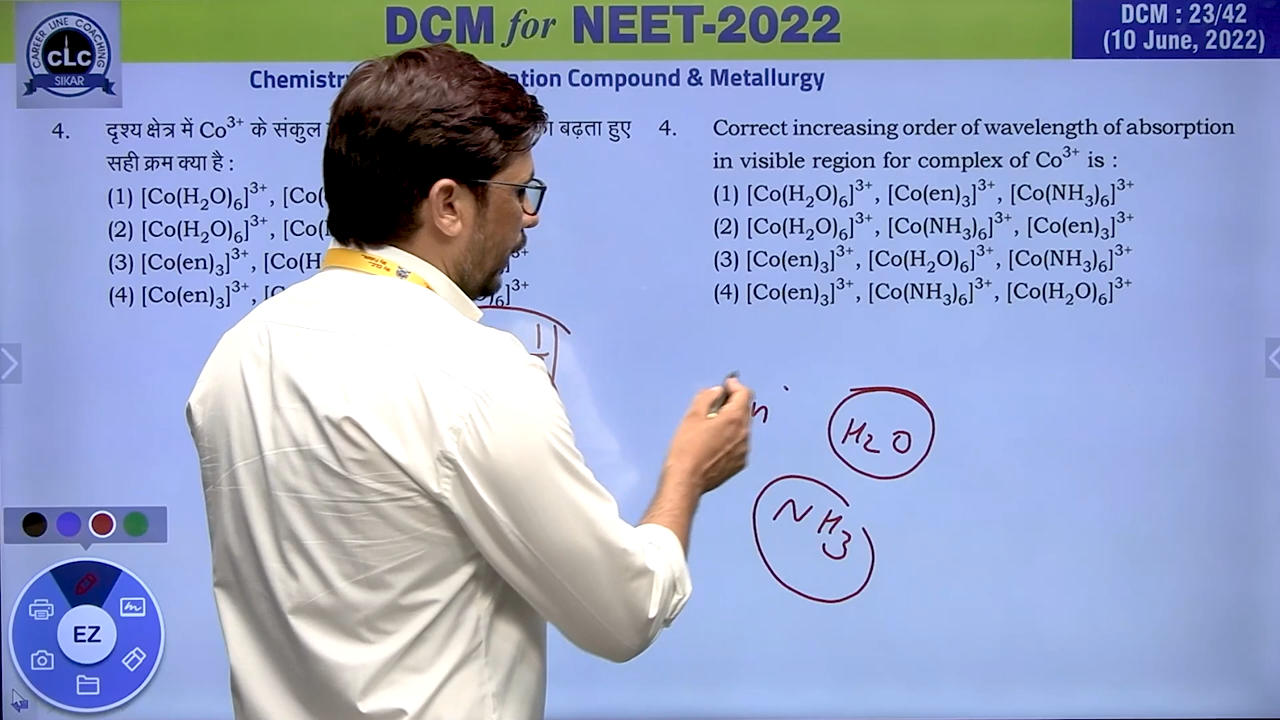 DCM for NEET-2022
DCM : 23/42
(10 June, 2022)
CAREER LINE COACHING
CLC
SIKAR
Compound & Metallurgy
4. दृश्य क्षेत्र में Co³⁺ के संकुल बढ़ता हुए
सही क्रम क्या है :
(1) [Co(H₂O)₆]³⁺, [Co(
(2) [Co(H₂O)₆]³⁺, [Co(
(3) [Co(en)₃]³⁺, [Co(H
(4) [Co(en)₃]³⁺, )₆]³⁺
4. Correct increasing order of wavelength of absorption
in visible region for complex of Co³⁺ is :
(1) [Co(H₂O)₆]³⁺, [Co(en)₃]³⁺, [Co(NH₃)₆]³⁺
(2) [Co(H₂O)₆]³⁺, [Co(NH₃)₆]³⁺, [Co(en)₃]³⁺
(3) [Co(en)₃]³⁺, [Co(H₂O)₆]³⁺, [Co(NH₃)₆]³⁺
(4) [Co(en)₃]³⁺, [Co(NH₃)₆]³⁺, [Co(H₂O)₆]³⁺
H₂O
NH₃
EZ